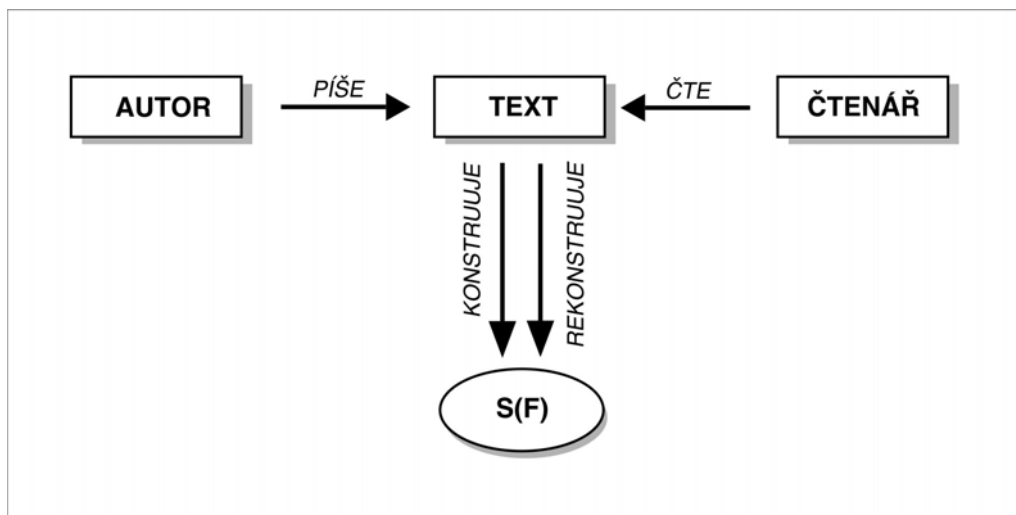 PÍŠE
ČTE
AUTOR
TEXT
ČTENÁŘ
KONSTRUUJE
REKONSTRUUJE
S(F)